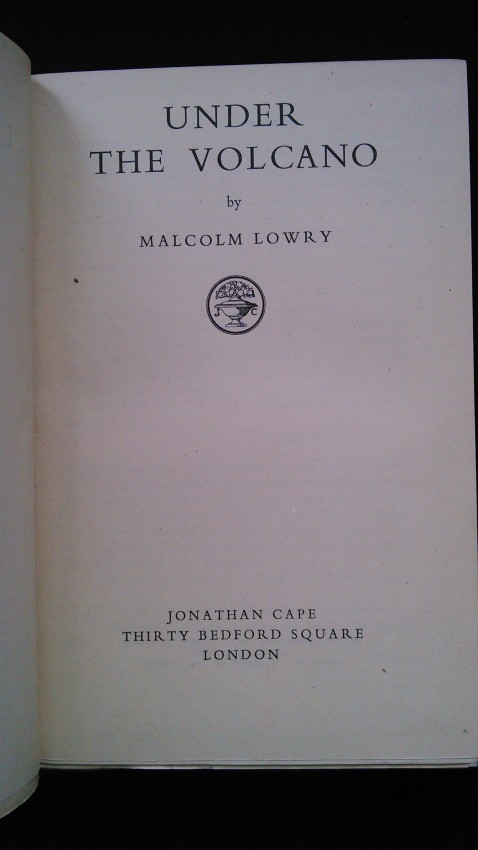 UNDER
THE VOLCANO
by
MALCOLM LOWRY
J C
JONATHAN CAPE
THIRTY BEDFORD SQUARE
LONDON